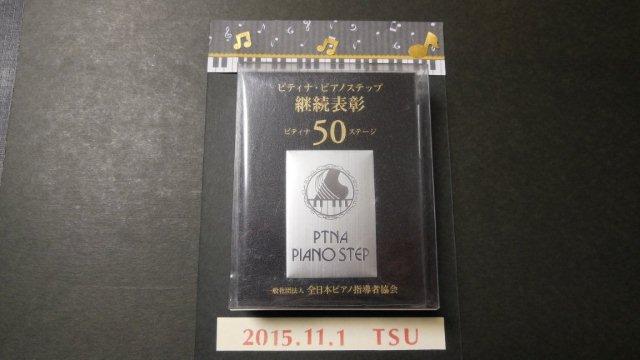 ピティナ・ピアノステップ
継続表彰
ピティナ 50 ステージ
PTNA
PIANO STEP
一般社団法人 全日本ピアノ指導者協会
2015.11.1 TSU